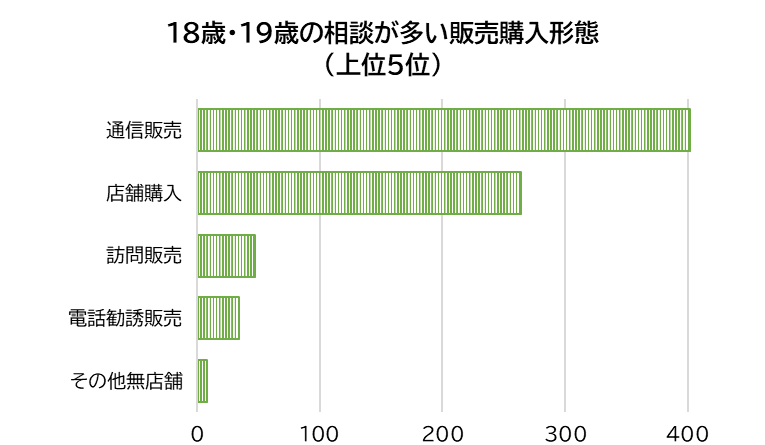 18歳・19歳の相談が多い販売購入形態
（上位5位）
通信販売
店舗購入
訪問販売
電話勧誘販売
その他無店舗
0 100 200 300 400